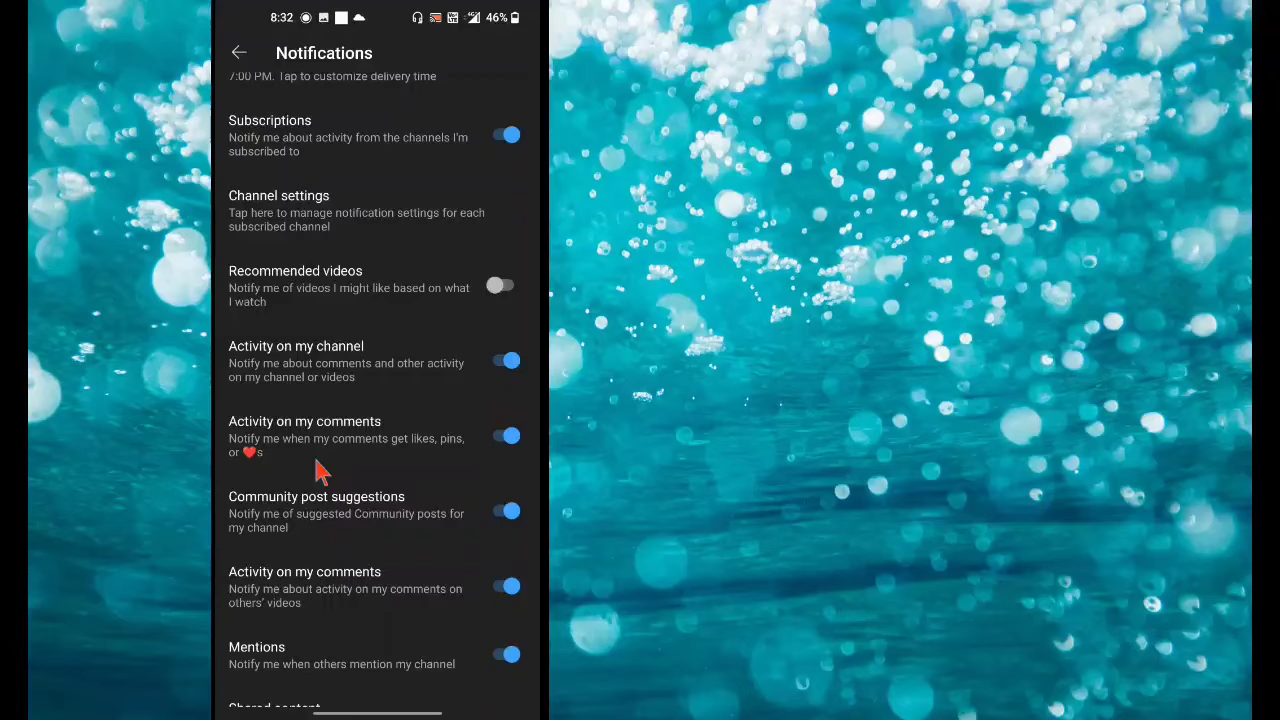 8:32 46%
Notifications
7:00 PM. Tap to customize delivery time
Subscriptions
Notify me about activity from the channels I'm
subscribed to
Channel settings
Tap here to manage notification settings for each
subscribed channel
Recommended videos
Notify me of videos I might like based on what
I watch
Activity on my channel
Notify me about comments and other activity
on my channel or videos
Activity on my comments
Notify me when my comments get likes, pins,
or ❤️s
Community post suggestions
Notify me of suggested Community posts for
my channel
Activity on my comments
Notify me about activity on my comments on
others' videos
Mentions
Notify me when others mention my channel
Shared content